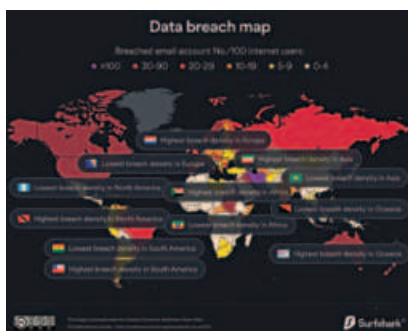 Data breach map
Breached email account No./100 internet users:
>100 30-90 20-29 10-19 5-9 0-4
Highest breach density in Europe
Lowest breach density in Europe
Highest breach density in Asia
Lowest breach density in Asia
Lowest breach density in North America
Highest breach density in Africa
Lowest breach density in Oceania
Highest breach density in North America
Lowest breach density in Africa
Lowest breach density in South America
Highest breach density in Oceania
Highest breach density in South America
Surfshark